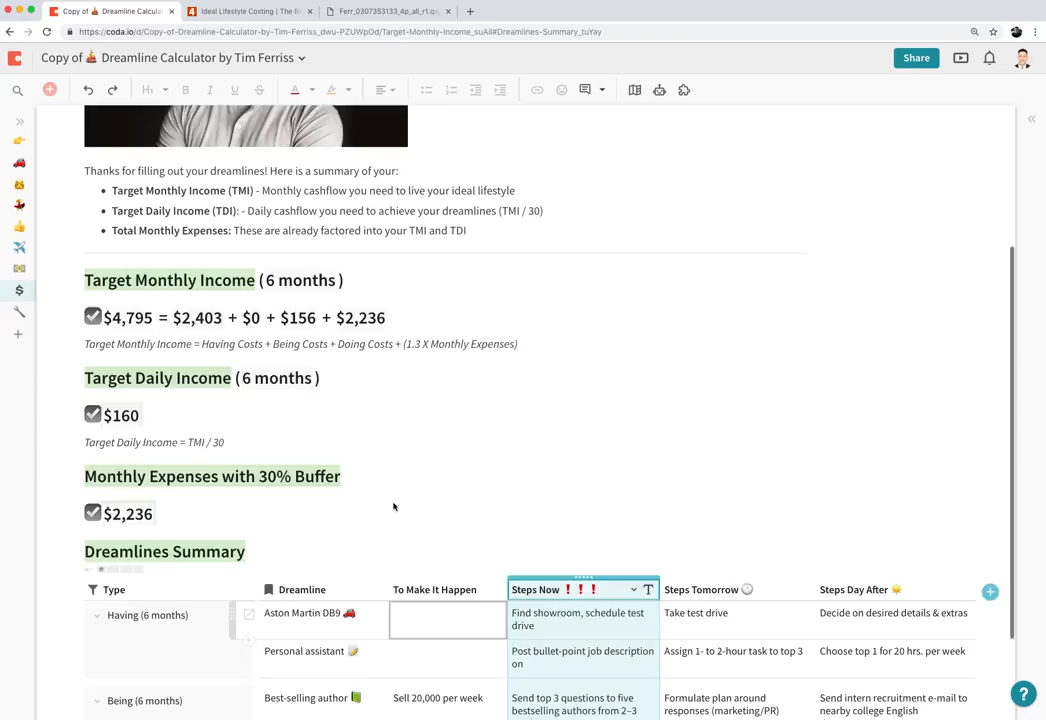 Copy of ⛵ Dreamline Calcula
Ideal Lifestyle Costing | The B
Ferr_0307353133_4p_all_r1.qx
https://coda.io/d/Copy-of-Dreamline-Calculator-by-Tim-Ferriss_dwu-PZUWpOd/Target-Monthly-Income_suAll#Dreamlines-Summary_tuYay
Copy of ⛵ Dreamline Calculator by Tim Ferriss
Share
H1 B I U S A
Thanks for filling out your dreamlines! Here is a summary of your:
• Target Monthly Income (TMI) - Monthly cashflow you need to live your ideal lifestyle
• Target Daily Income (TDI): - Daily cashflow you need to achieve your dreamlines (TMI / 30)
• Total Monthly Expenses: These are already factored into your TMI and TDI
Target Monthly Income ( 6 months )
$4,795 = $2,403 + $0 + $156 + $2,236
Target Monthly Income = Having Costs + Being Costs + Doing Costs + (1.3 X Monthly Expenses)
Target Daily Income ( 6 months )
$160
Target Daily Income = TMI / 30
Monthly Expenses with 30% Buffer
$2,236
Dreamlines Summary
Type Dreamline To Make It Happen Steps Now ❗❗❗ Steps Tomorrow Steps Day After
Having (6 months) Aston Martin DB9 Find showroom, schedule test Take test drive Decide on desired details & extras
drive
Personal assistant Post bullet-point job description Assign 1- to 2-hour task to top 3 Choose top 1 for 20 hrs. per week
on
Being (6 months) Best-selling author Sell 20,000 per week Send top 3 questions to five Formulate plan around Send intern recruitment e-mail to
bestselling authors from 2–3 responses (marketing/PR) nearby college English